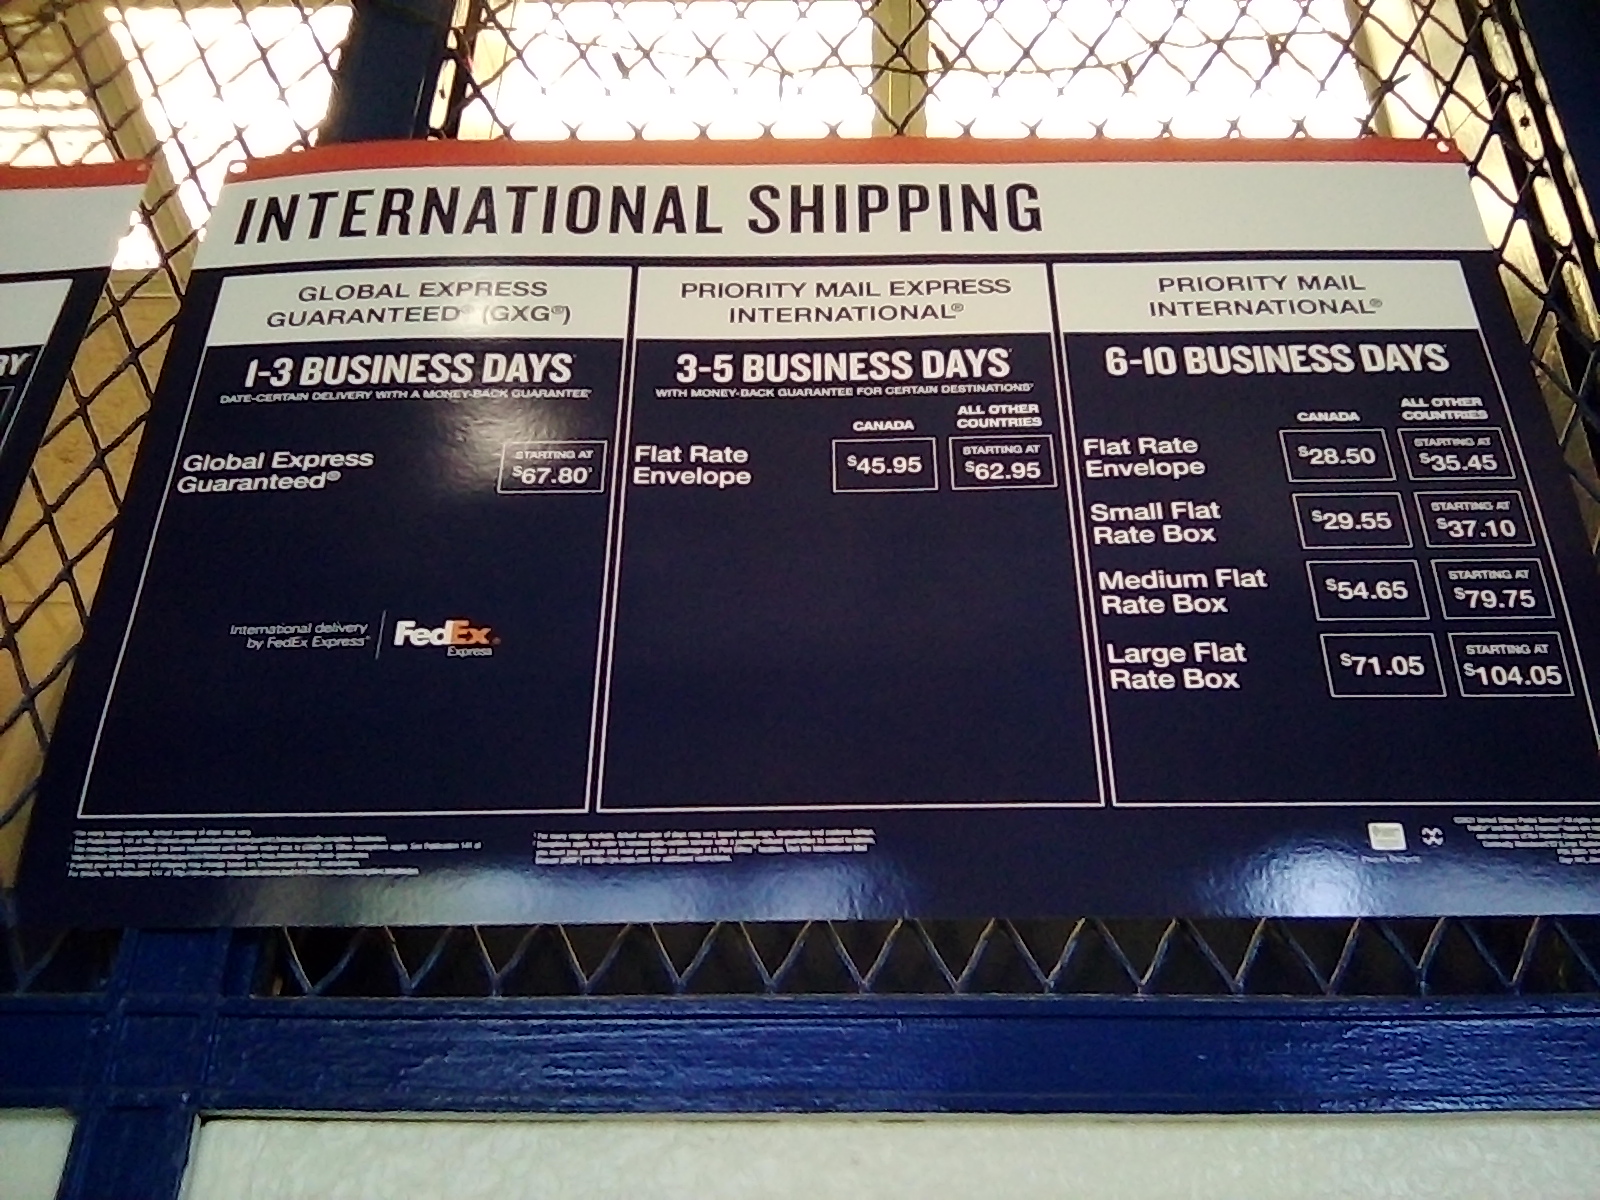 INTERNATIONAL SHIPPING
RY
GLOBAL EXPRESS
GUARANTEED® (GXG®)
1-3 BUSINESS DAYS
DATE-CERTAIN DELIVERY WITH A MONEY-BACK GUARANTEE
Global Express
Guaranteed®
STARTING AT
$67.80
International delivery
by FedEx Express
FedEx
Express
PRIORITY MAIL EXPRESS
INTERNATIONAL®
3-5 BUSINESS DAYS
WITH MONEY-BACK GUARANTEE FOR CERTAIN DESTINATIONS
CANADA
ALL OTHER
COUNTRIES
Flat Rate
Envelope
$45.95
STARTING AT
$62.95
PRIORITY MAIL
INTERNATIONAL®
6-10 BUSINESS DAYS
CANADA
ALL OTHER
COUNTRIES
Flat Rate
Envelope
$28.50
STARTING AT
$35.45
Small Flat
Rate Box
$29.55
STARTING AT
$37.10
Medium Flat
Rate Box
$54.65
STARTING AT
$79.75
Large Flat
Rate Box
$71.05
STARTING AT
$104.05